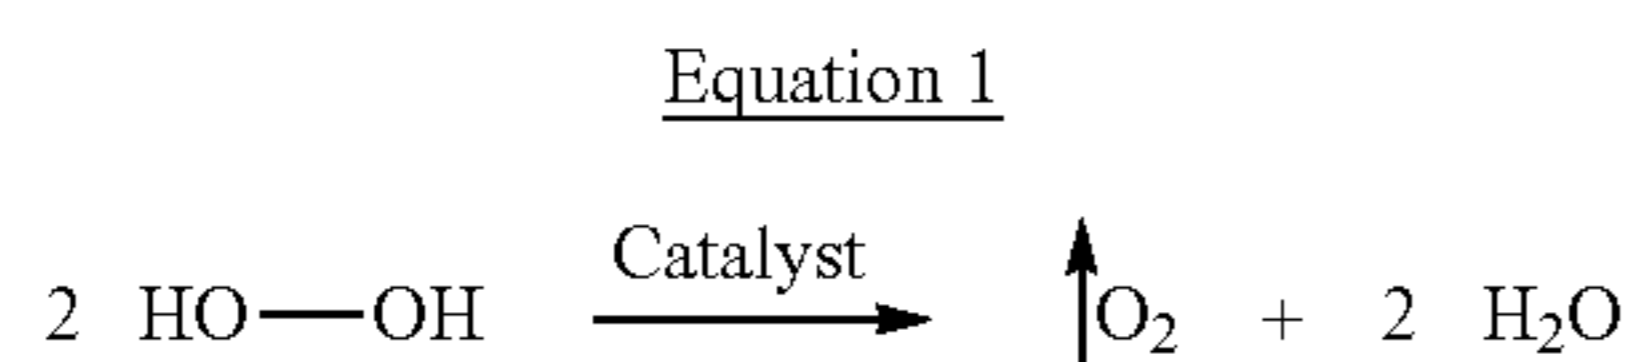 Equation 1
Catalyst
2 HO—OH ⟶ ↑O₂ + 2 H₂O